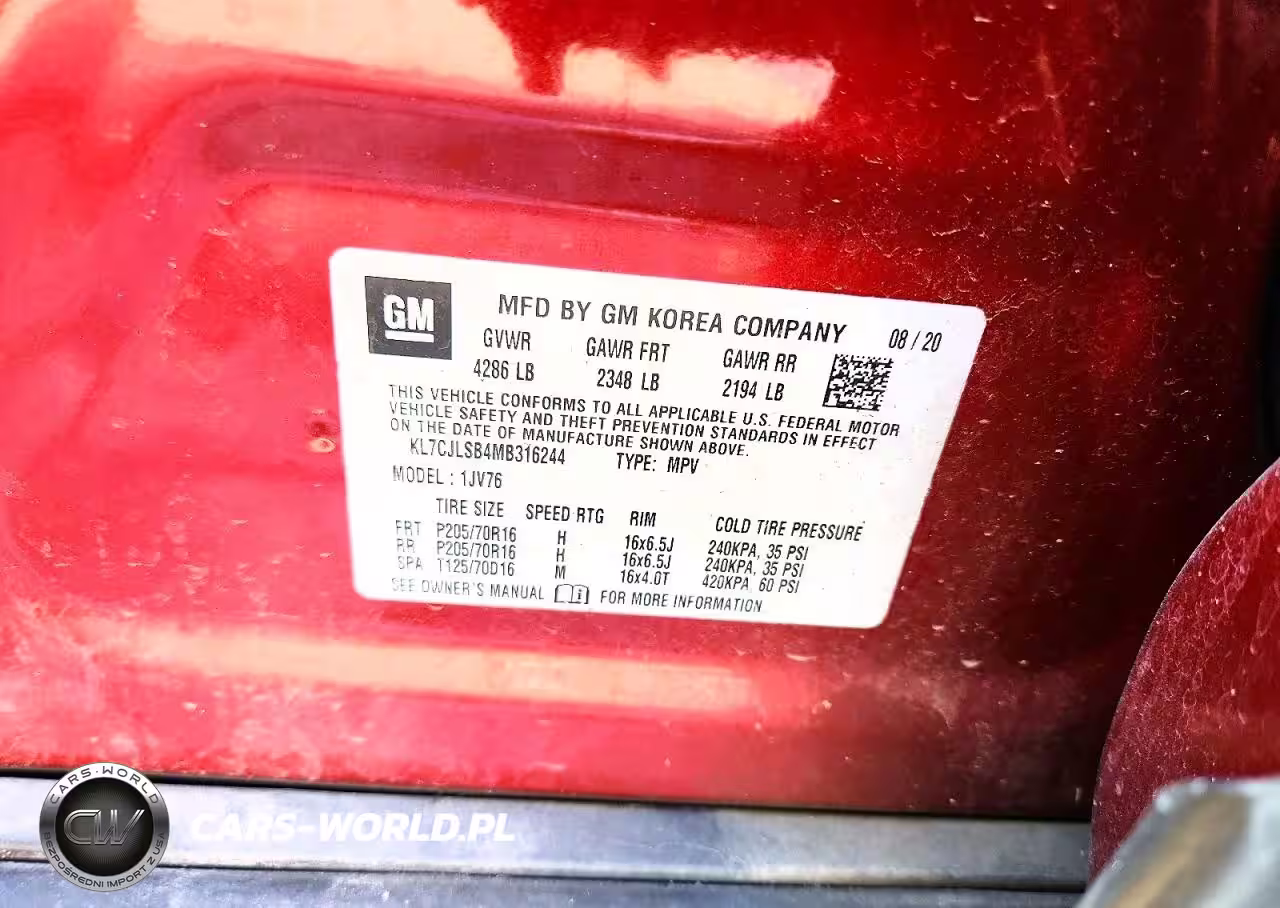 GM
MFD BY GM KOREA COMPANY 08 / 20
GVWR GAWR FRT GAWR RR
4286 LB 2348 LB 2194 LB
THIS VEHICLE CONFORMS TO ALL APPLICABLE U.S. FEDERAL MOTOR
VEHICLE SAFETY AND THEFT PREVENTION STANDARDS IN EFFECT
ON THE DATE OF MANUFACTURE SHOWN ABOVE.
KL7CJLSB4MB316244 TYPE: MPV
MODEL : 1JV76
TIRE SIZE SPEED RTG RIM COLD TIRE PRESSURE
FRT P205/70R16 H 16x6.5J 240KPA, 35 PSI
RR P205/70R16 H 16x6.5J 240KPA, 35 PSI
SPA T125/70D16 M 16x4.0T 420KPA, 60 PSI
SEE OWNER'S MANUAL FOR MORE INFORMATION
CARS-WORLD
CW
BEZPOŚREDNI IMPORT Z USA
CARS-WORLD.PL